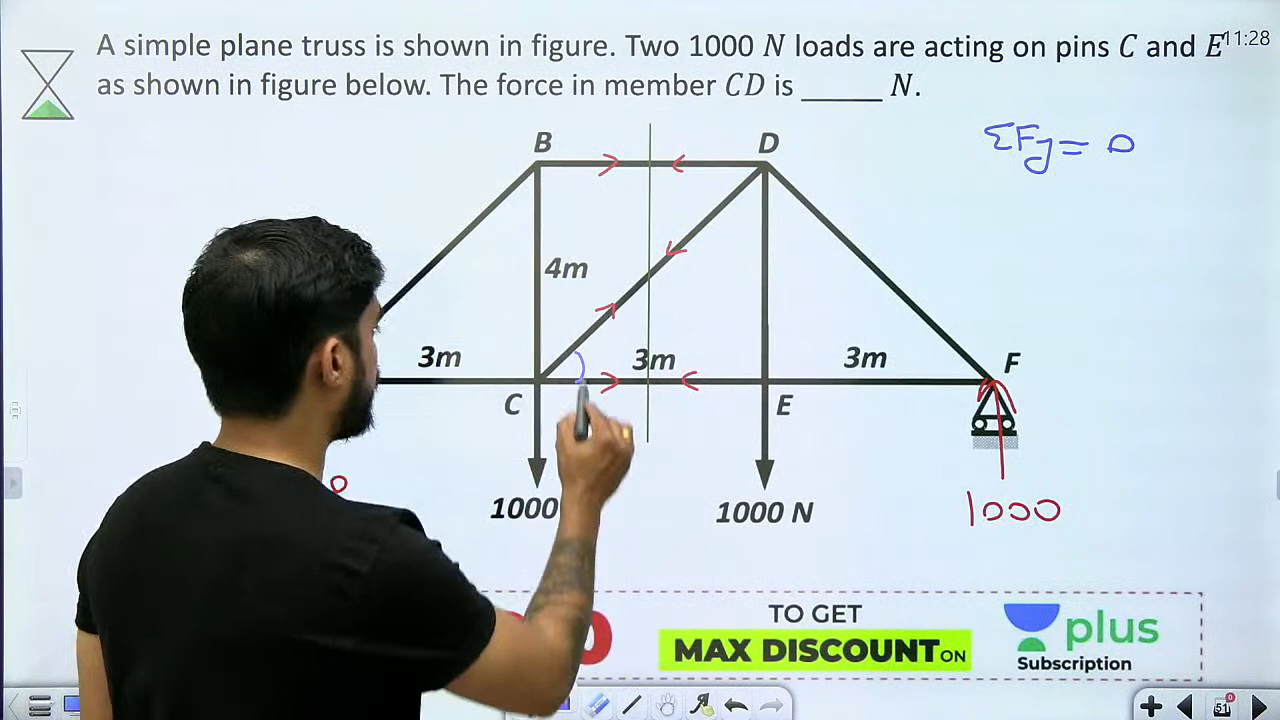 A simple plane truss is shown in figure. Two 1000 N loads are acting on pins C and E
11:28
as shown in figure below. The force in member CD is _____ N.
ΣFy = 0
B
D
4m
3m
3m
3m
F
C
E
1000
1000 N
1000
TO GET
MAX DISCOUNT ON
plus
Subscription
51